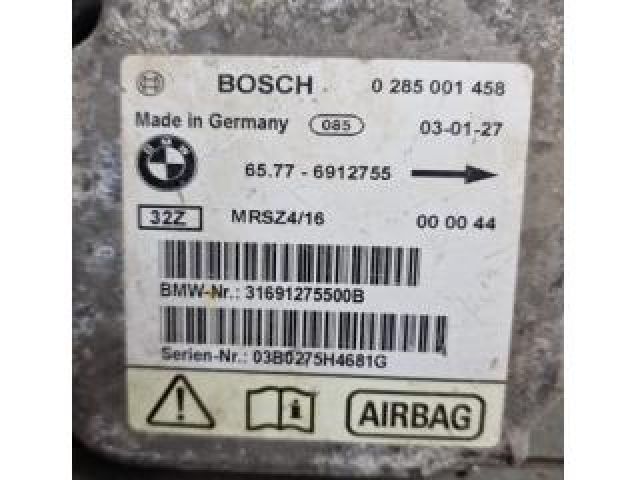 BOSCH 0 285 001 458
Made in Germany 085 03-01-27
BMW 65.77 - 6912755
32Z MRSZ4/16 00 00 44
BMW-Nr.: 31691275500B
Serien-Nr.: 03B0275H4681G
AIRBAG